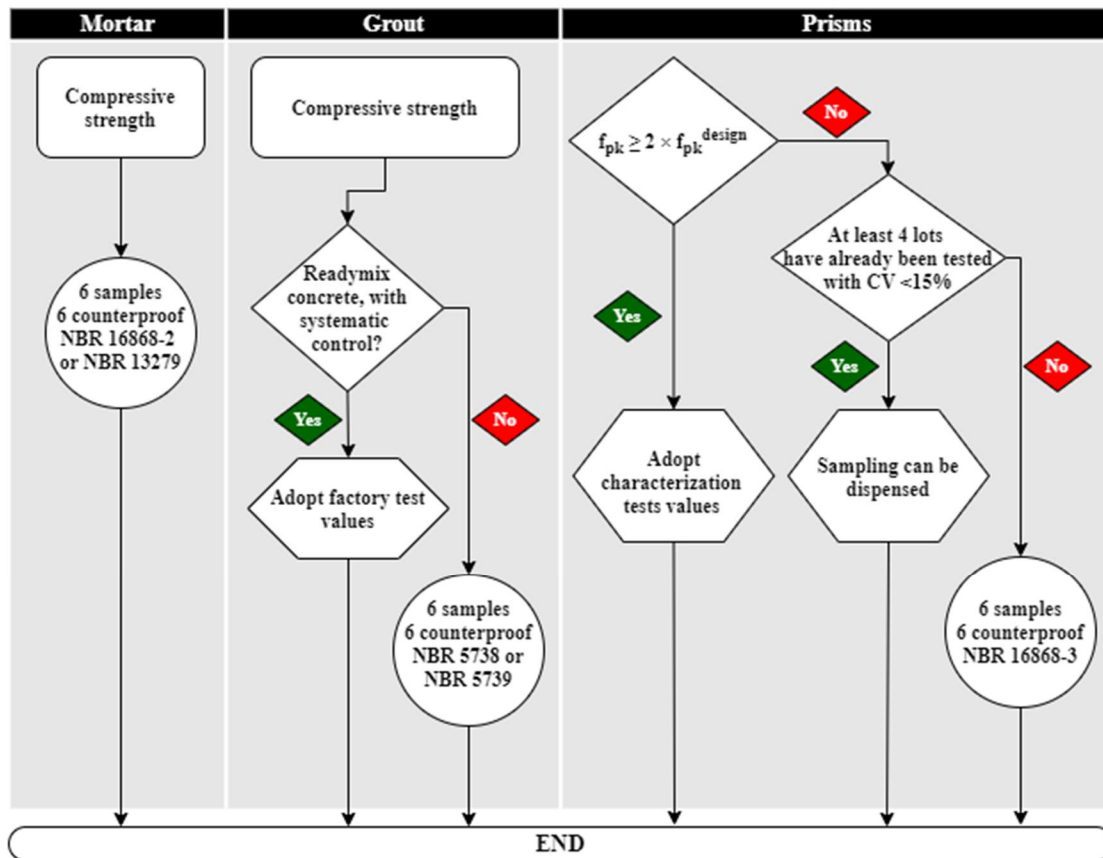 Mortar
Compressive
strength
6 samples
6 counterproof
NBR 16868-2
or NBR 13279
Grout
Compressive strength
Readymix
concrete, with
systematic
control?
Yes
No
Adopt factory test
values
6 samples
6 counterproof
NBR 5738 or
NBR 5739
Prisms
f_pk ≥ 2 × f_pk^design
No
Yes
At least 4 lots
have already been tested
with CV <15%
Yes
No
Adopt
characterization
tests values
Sampling can be
dispensed
6 samples
6 counterproof
NBR 16868-3
END